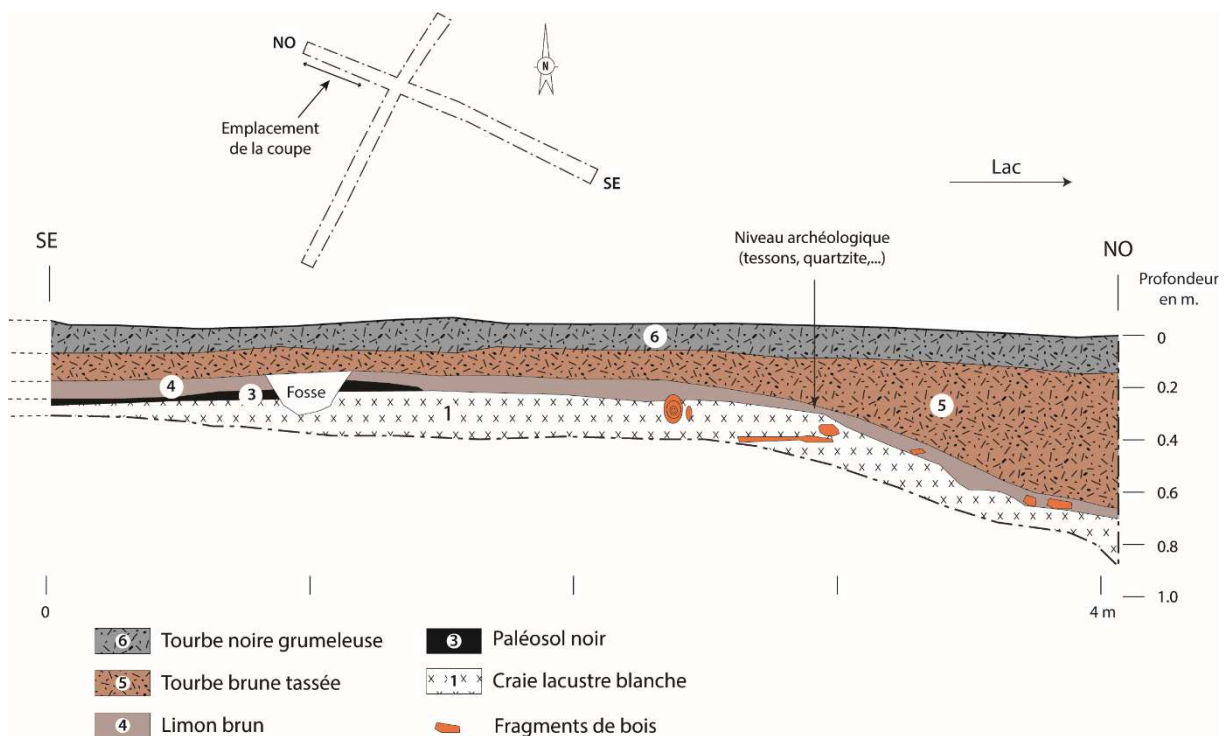 NO
N
Emplacement
de la coupe
SE
Lac
SE
Niveau archéologique
(tessons, quartzite,...)
NO
Profondeur
en m.
0
6
4
3
Fosse
0.2
1
5
0.4
0.6
0.8
1.0
0
4 m
6 Tourbe noire grumeleuse
3 Paléosol noir
5 Tourbe brune tassée
1 Craie lacustre blanche
4 Limon brun
Fragments de bois